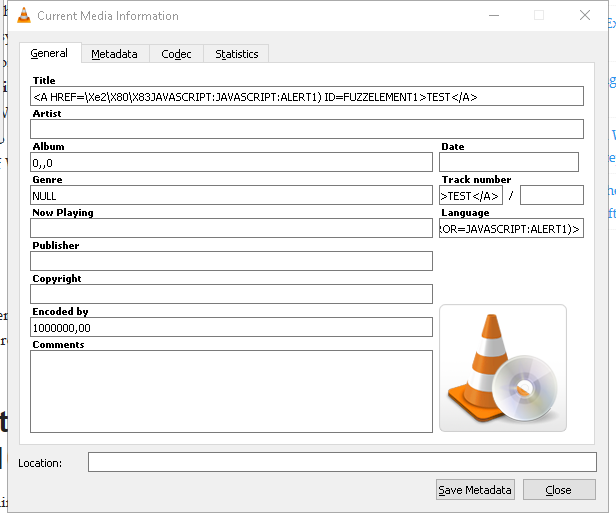 Current Media Information
General Metadata Codec Statistics
Title
<A HREF=\Xe2\X80\X83JAVASCRIPT:JAVASCRIPT:ALERT1) ID=FUZZELEMENT1>TEST</A>
Artist
Album Date
0,,0
Genre Track number
NULL >TEST</A> /
Now Playing Language
:OR=JAVASCRIPT:ALERT1)>
Publisher
Copyright
Encoded by
1000000,00
Comments
Location:
Save Metadata Close